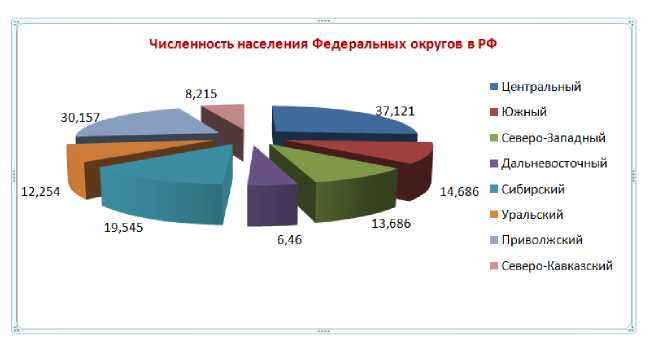 Численность населения Федеральных округов в РФ
8,215
30,157
37,121
12,254
14,686
19,545
6,46
13,686
Центральный
Южный
Северо-Западный
Дальневосточный
Сибирский
Уральский
Приволжский
Северо-Кавказский